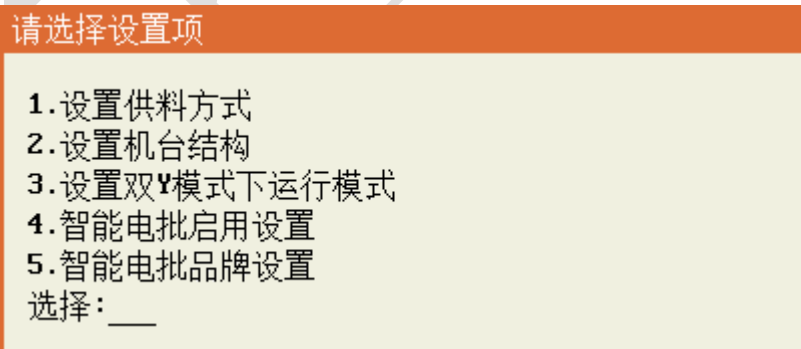 请选择设置项
1.设置供料方式
2.设置机台结构
3.设置双Y模式下运行模式
4.智能电批启用设置
5.智能电批品牌设置
选择:___